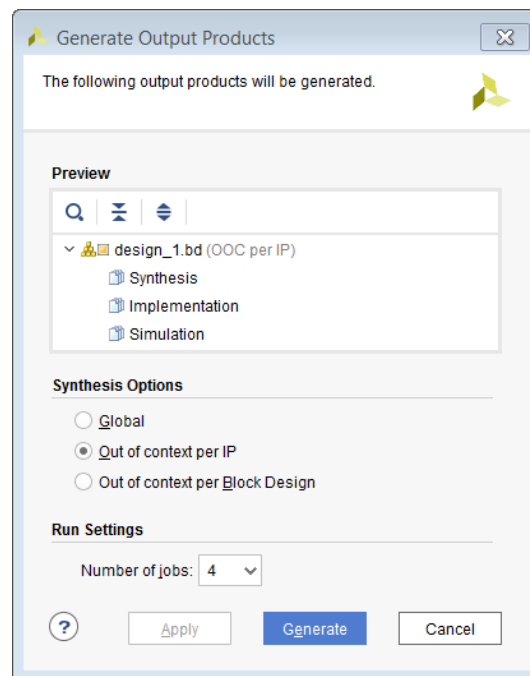 Generate Output Products
The following output products will be generated.
Preview
design_1.bd (OOC per IP)
Synthesis
Implementation
Simulation
Synthesis Options
Global
Out of context per IP
Out of context per Block Design
Run Settings
Number of jobs: 4
? Apply Generate Cancel